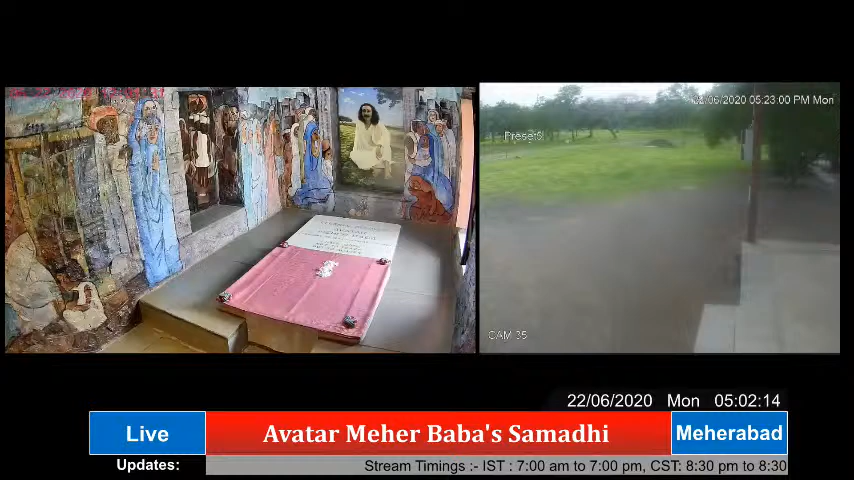 22/06/2020 05:23:00 PM Mon
CAM 35
22/06/2020 Mon 05:02:14
Live
Avatar Meher Baba's Samadhi
Meherabad
Updates:
Stream Timings :- IST : 7:00 am to 7:00 pm, CST: 8:30 pm to 8:30